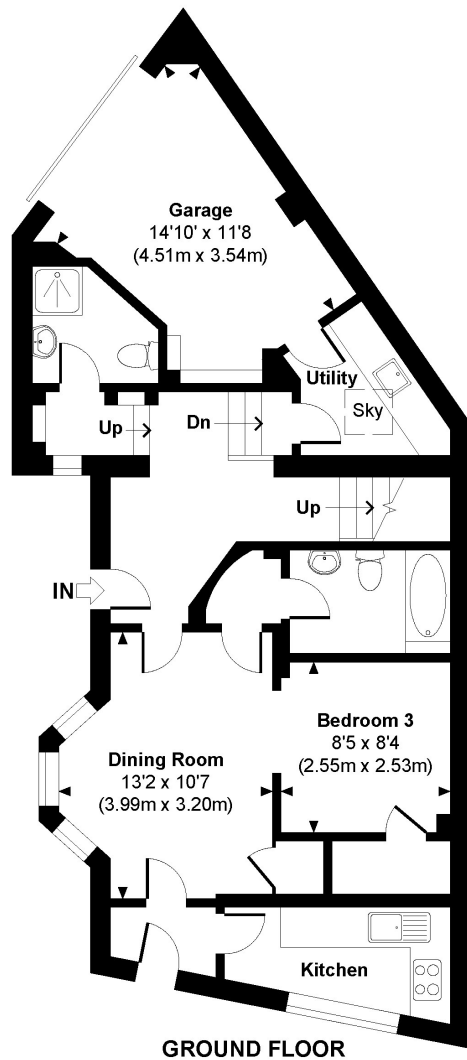 Garage
14'10' x 11'8
(4.51m x 3.54m)
Utility
Sky
Up
Dn
Up
IN
Bedroom 3
8'5 x 8'4
(2.55m x 2.53m)
Dining Room
13'2 x 10'7
(3.99m x 3.20m)
Kitchen
GROUND FLOOR